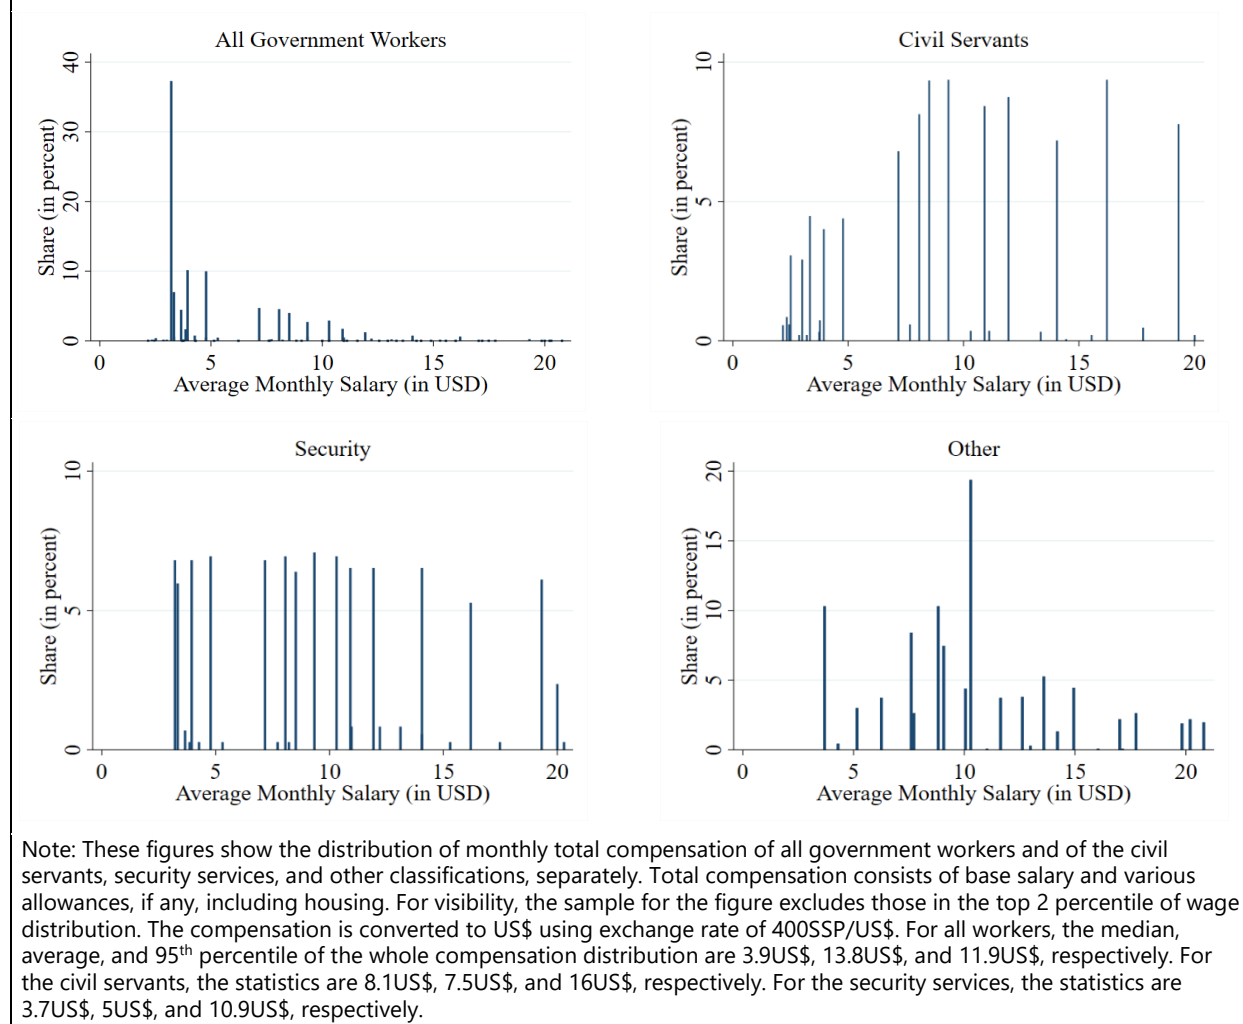 All Government Workers
Share (in percent)
40
30
20
10
0
0 5 10 15 20
Average Monthly Salary (in USD)
Civil Servants
Share (in percent)
10
5
0
0 5 10 15 20
Average Monthly Salary (in USD)
Security
Share (in percent)
10
5
0
0 5 10 15 20
Average Monthly Salary (in USD)
Other
Share (in percent)
20
15
10
5
0
0 5 10 15 20
Average Monthly Salary (in USD)
Note: These figures show the distribution of monthly total compensation of all government workers and of the civil
servants, security services, and other classifications, separately. Total compensation consists of base salary and various
allowances, if any, including housing. For visibility, the sample for the figure excludes those in the top 2 percentile of wage
distribution. The compensation is converted to US$ using exchange rate of 400SSP/US$. For all workers, the median,
average, and 95th percentile of the whole compensation distribution are 3.9US$, 13.8US$, and 11.9US$, respectively. For
the civil servants, the statistics are 8.1US$, 7.5US$, and 16US$, respectively. For the security services, the statistics are
3.7US$, 5US$, and 10.9US$, respectively.